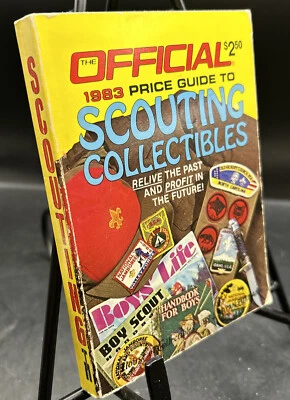 THE OFFICIAL
$2.50
1983 PRICE GUIDE TO
SCOUTING
COLLECTIBLES
RELIVE THE PAST
AND PROFIT IN
THE FUTURE!
Boys' Life
BOY SCOUT
HANDBOOK
FOR BOYS
SCOUTING